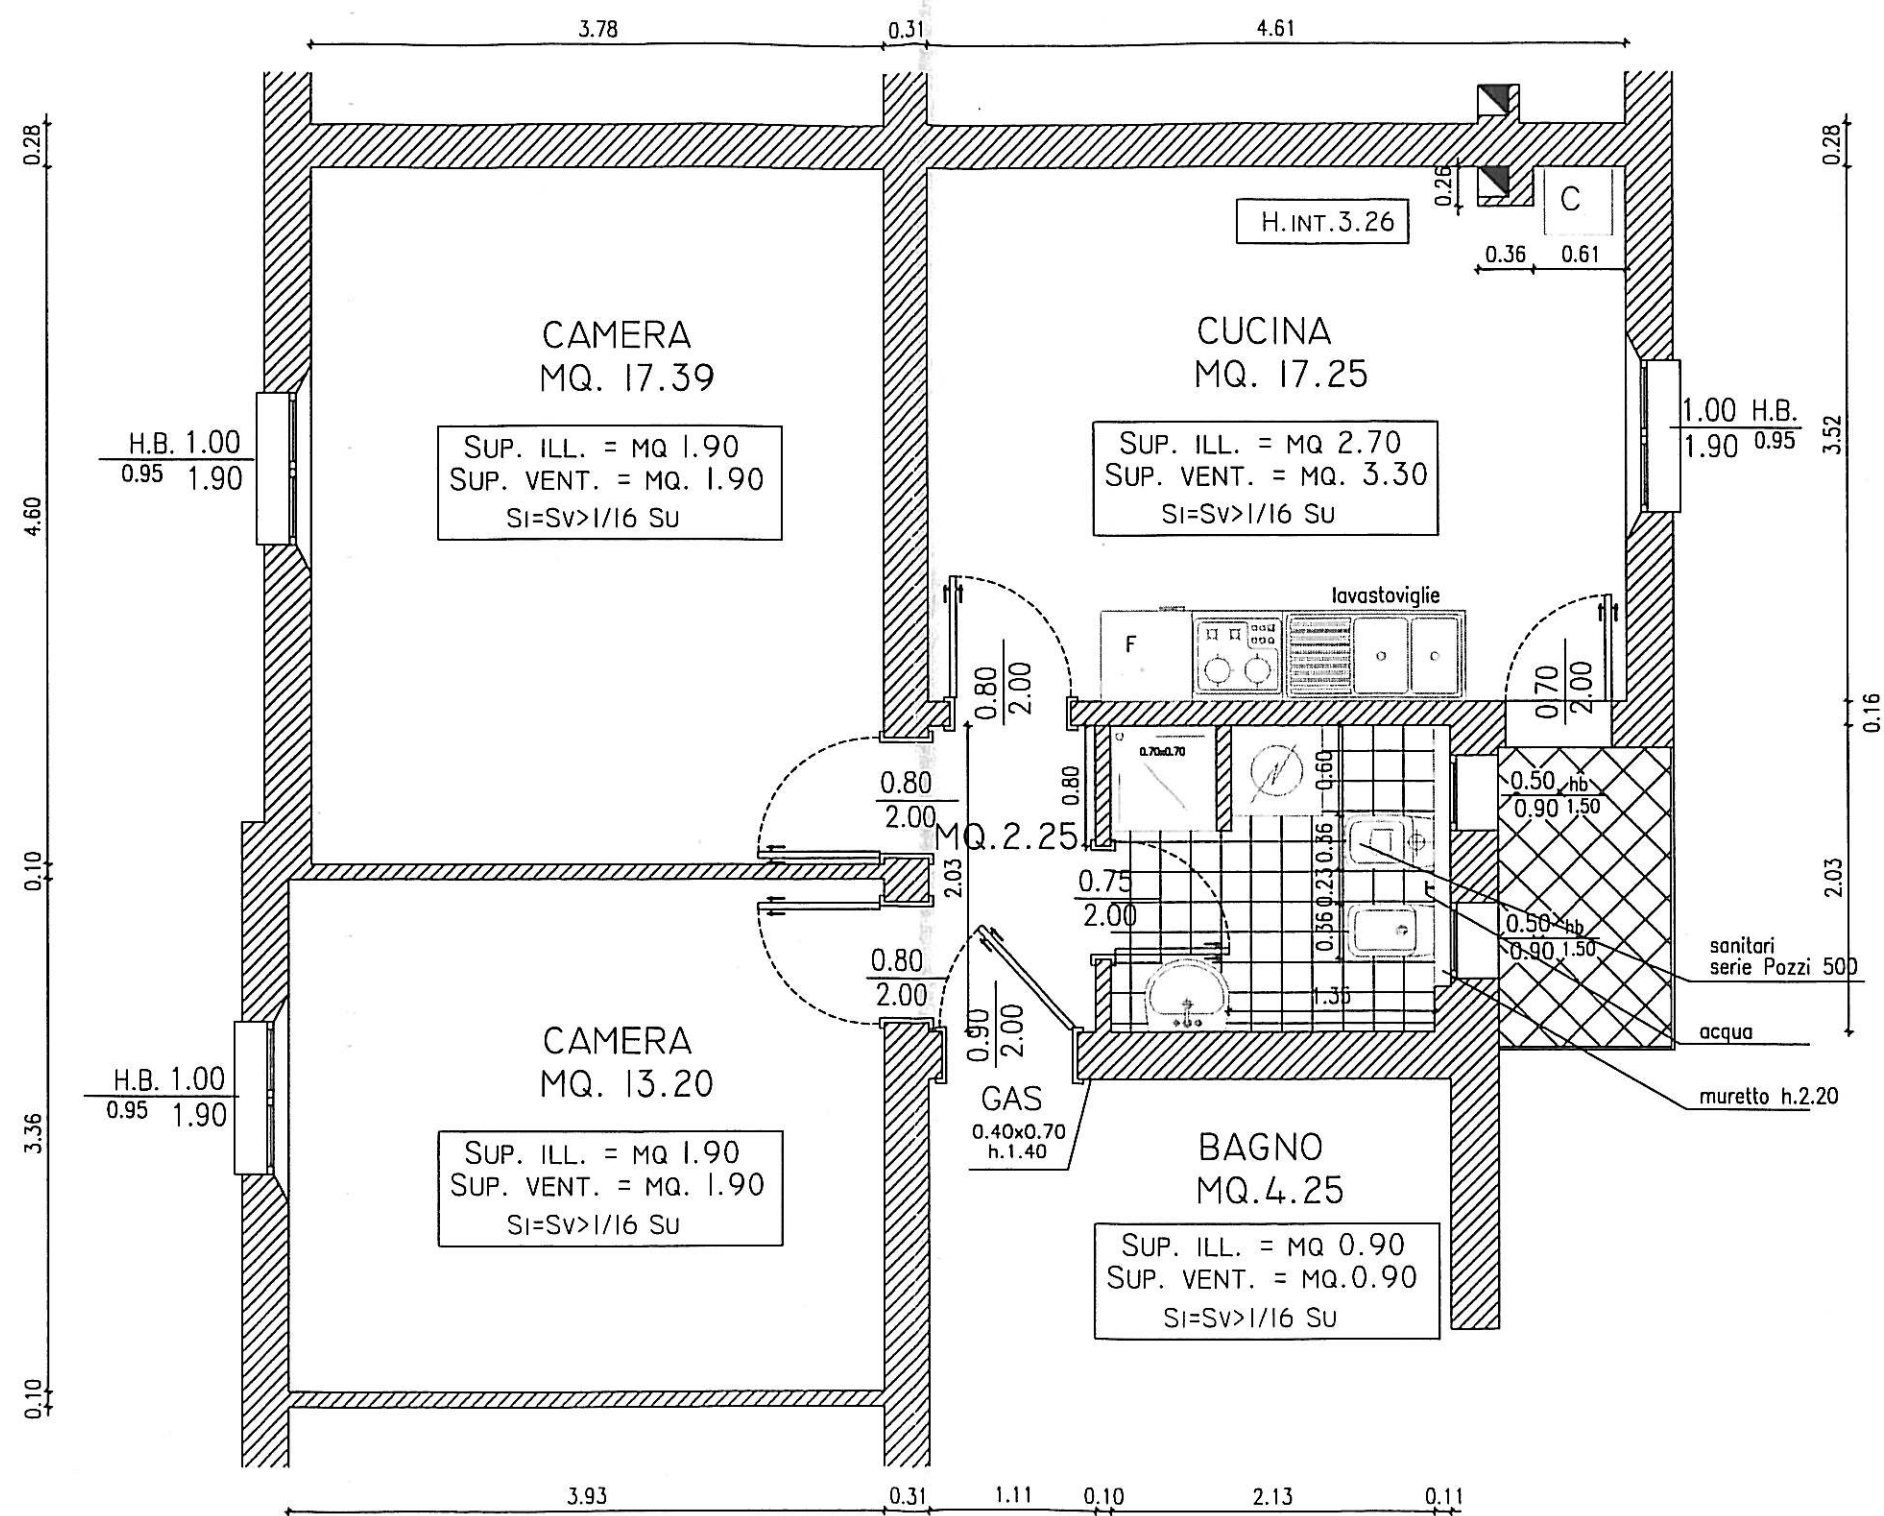 3.78
0.31
4.61
0.28
0.28
0.26
C
H.INT.3.26
0.36
0.61
CAMERA
MQ. 17.39
SUP. ILL. = MQ 1.90
SUP. VENT. = MQ. 1.90
SI=SV>1/16 SU
CUCINA
MQ. 17.25
SUP. ILL. = MQ 2.70
SUP. VENT. = MQ. 3.30
SI=SV>1/16 SU
H.B. 1.00
0.95 1.90
1.00 H.B.
1.90 0.95
3.52
4.60
lavastoviglie
F
0.80
2.00
0.70
2.00
0.16
0.70x0.70
0.60
0.80
0.80
2.00
MQ.2.25
2.03
0.36
0.23
0.36
0.75
2.00
0.50 hb
0.90 1.50
0.50 hb
0.90 1.50
2.03
0.10
T
sanitari
serie Pozzi 500
acqua
muretto h.2.20
1.35
0.80
2.00
0.90
2.00
CAMERA
MQ. 13.20
SUP. ILL. = MQ 1.90
SUP. VENT. = MQ. 1.90
SI=SV>1/16 SU
H.B. 1.00
0.95 1.90
GAS
0.40x0.70
h.1.40
BAGNO
MQ.4.25
SUP. ILL. = MQ 0.90
SUP. VENT. = MQ.0.90
SI=SV>1/16 SU
3.36
0.10
3.93
0.31
1.11
0.10
2.13
0.11